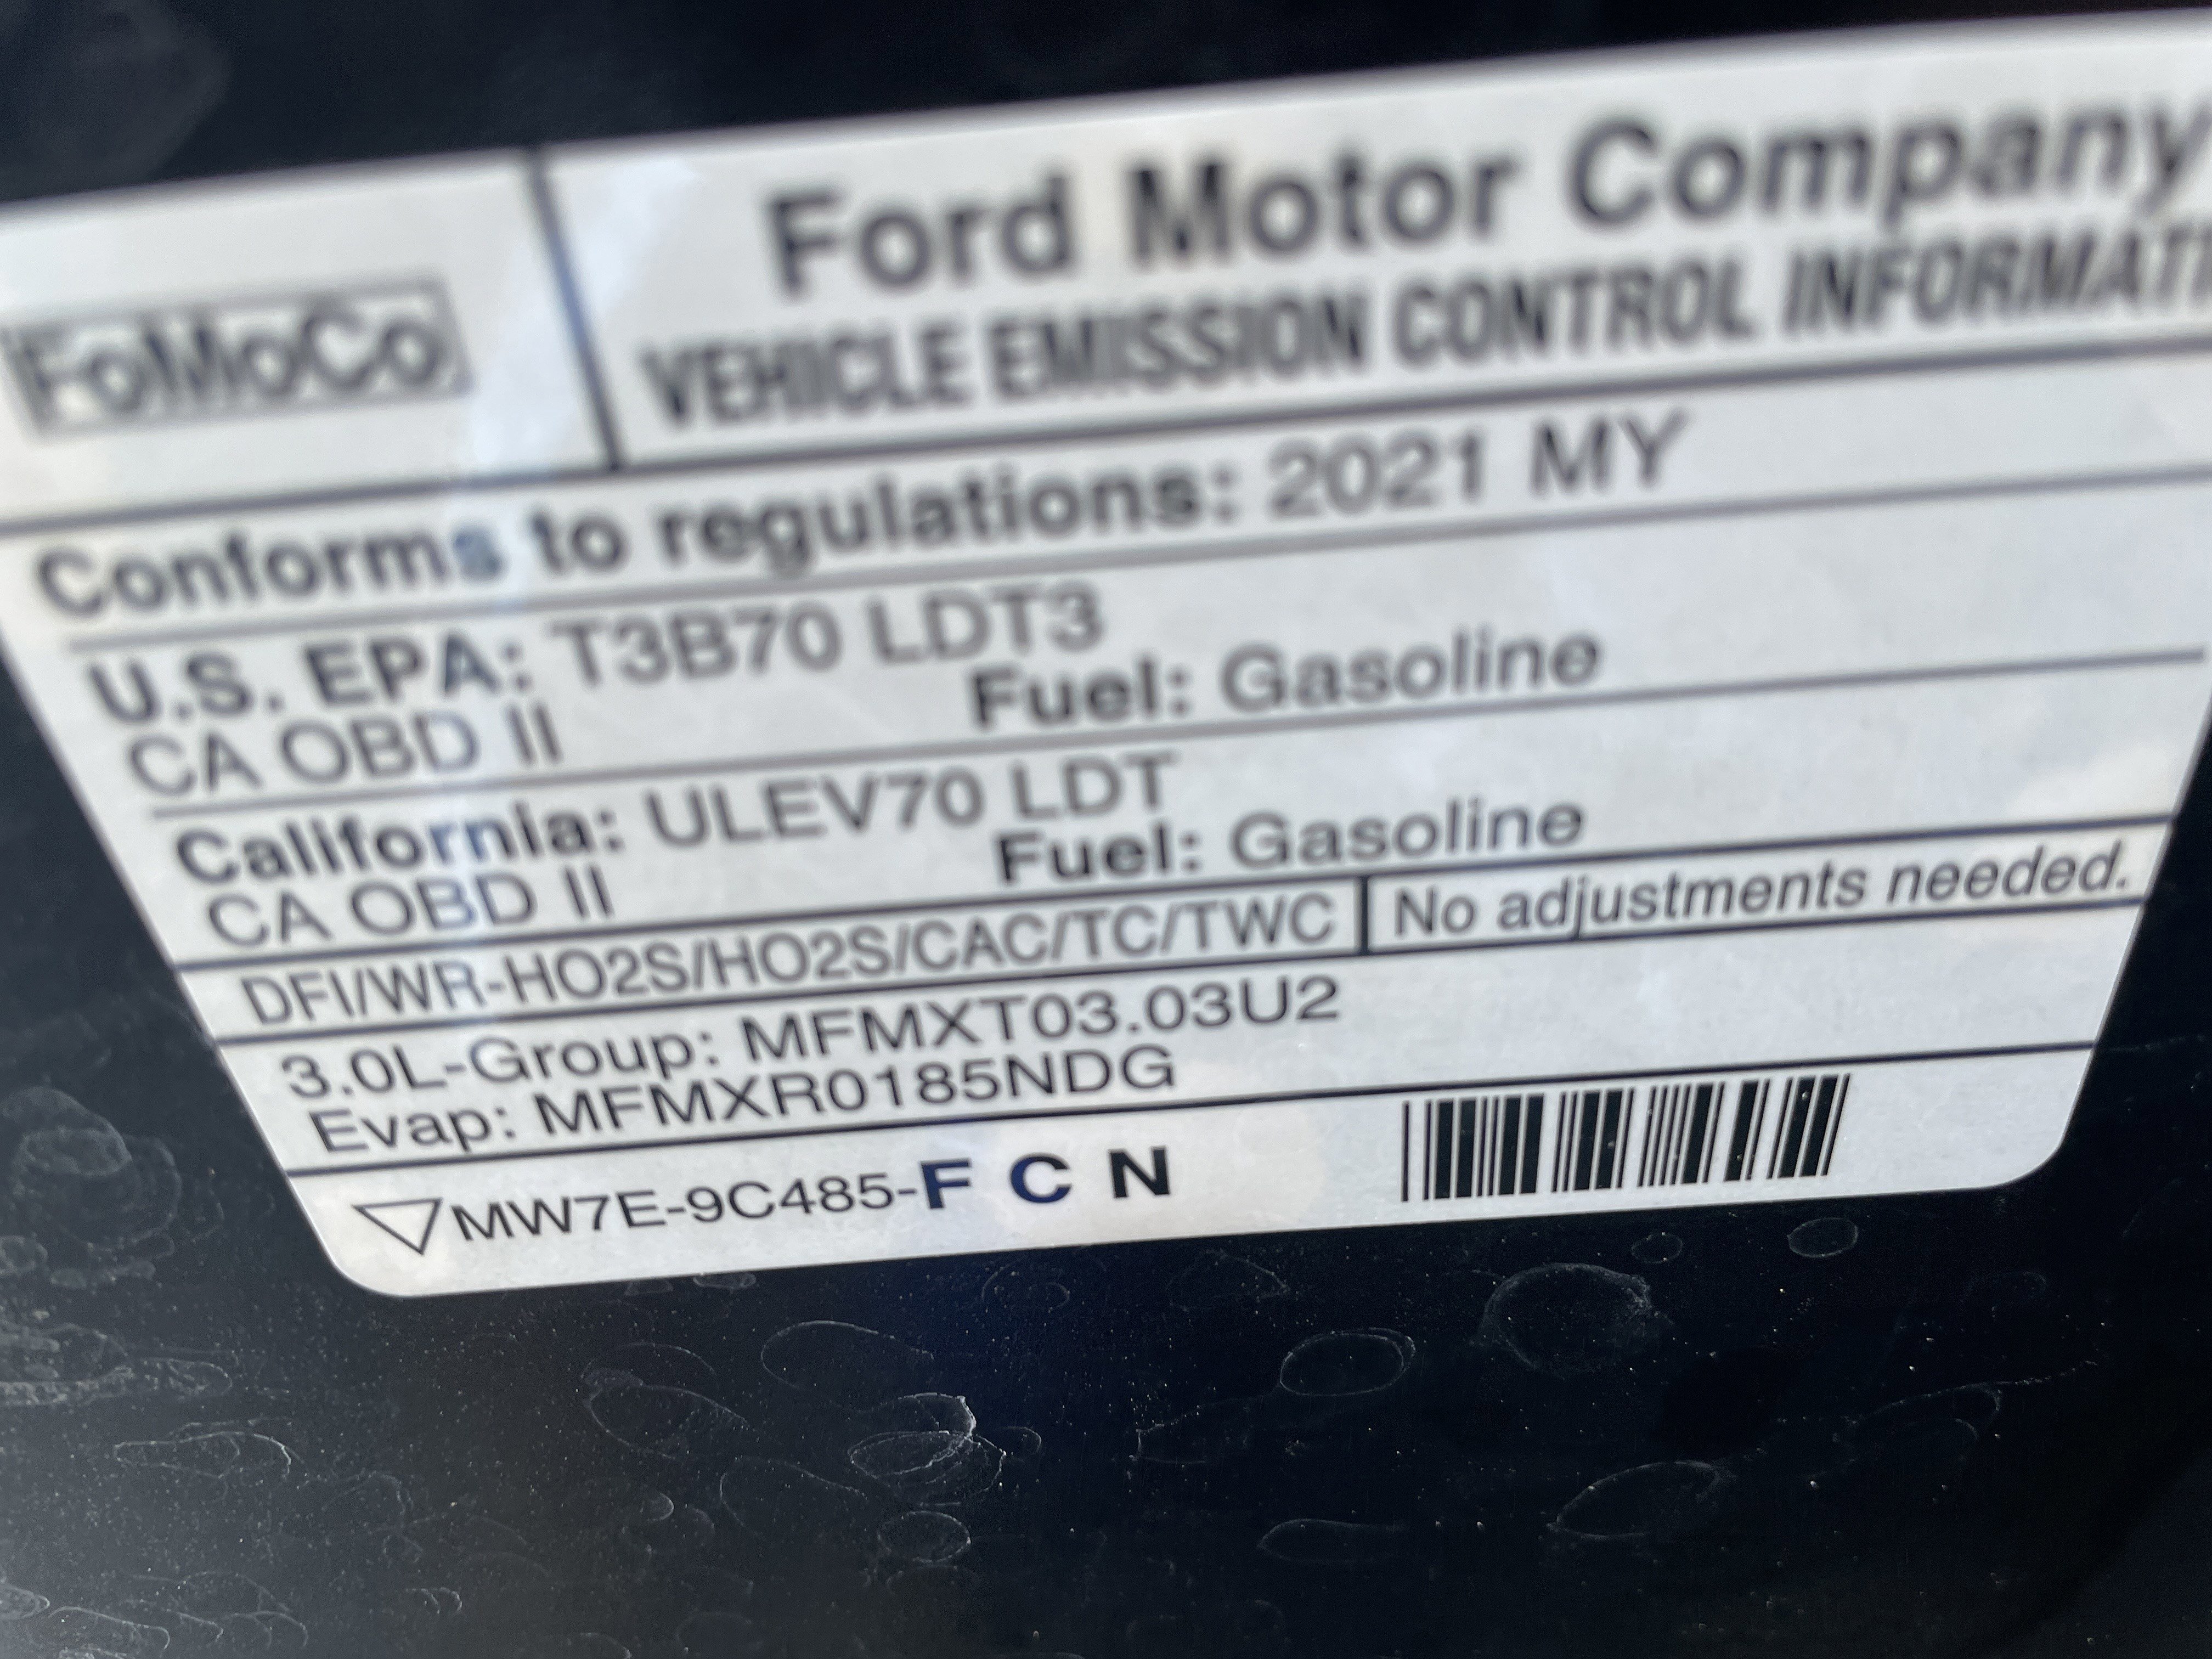 FoMoCo
Ford Motor Company
VEHICLE EMISSION CONTROL INFORMATI
Conforms to regulations: 2021 MY
U.S. EPA: T3B70 LDT3
CA OBD II Fuel: Gasoline
California: ULEV70 LDT
CA OBD II Fuel: Gasoline
DFI/WR-HO2S/HO2S/CAC/TC/TWC No adjustments needed.
3.0L-Group: MFMXT03.03U2
Evap: MFMXR0185NDG
MW7E-9C485-F C N